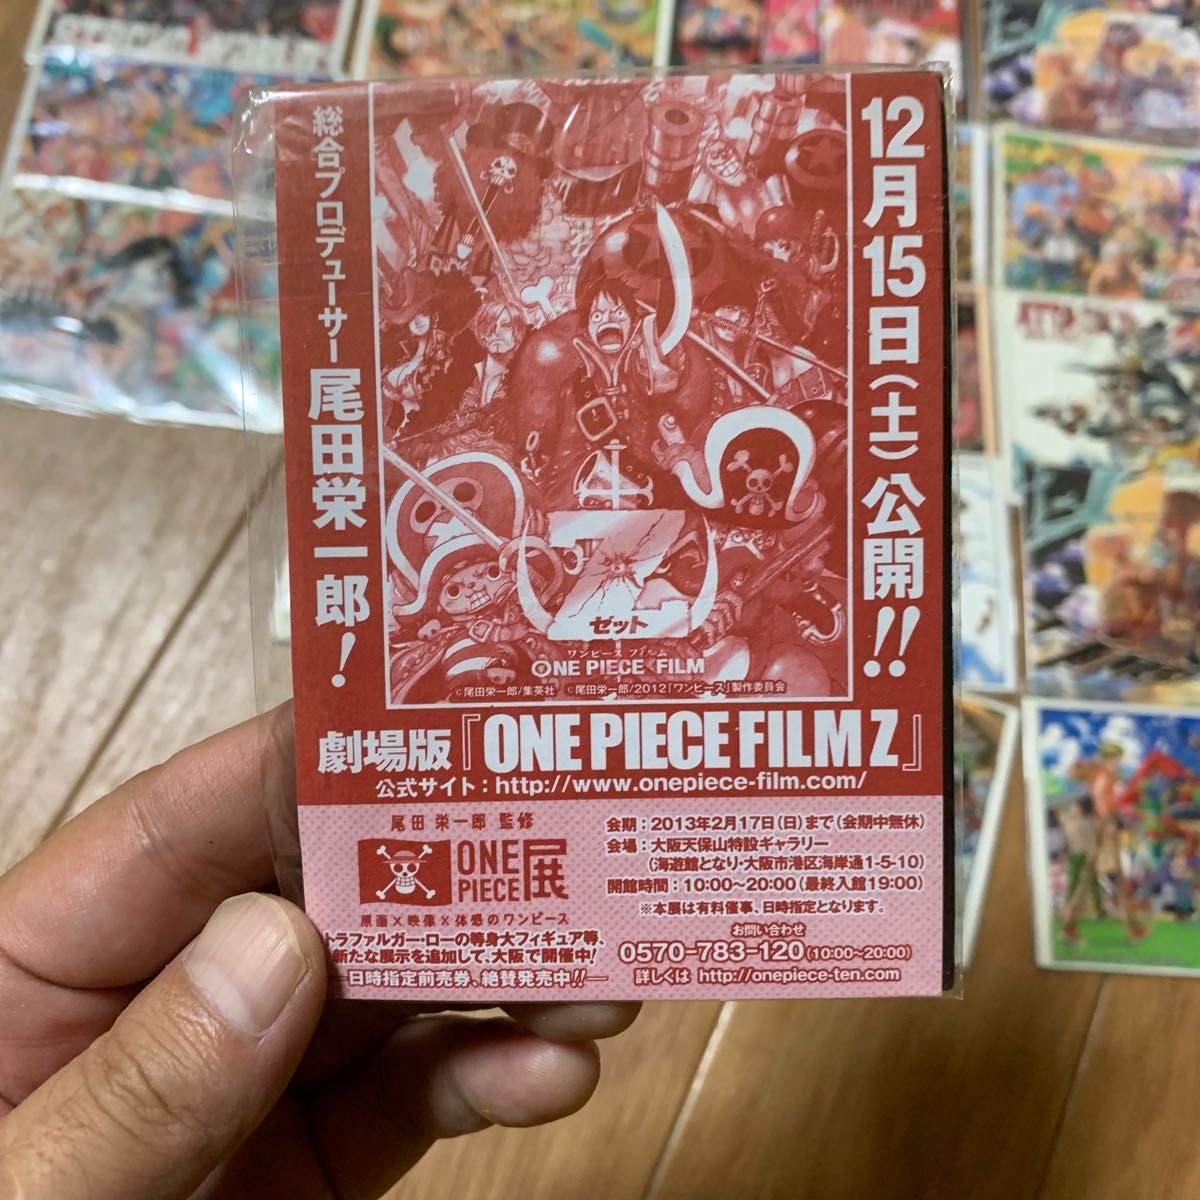 12月15日(土)公開!!
総合プロデューサー 尾田栄一郎!
ゼット
ワンピース フィルム
ONE PIECE FILM
©尾田栄一郎/集英社 ©尾田栄一郎/2012「ワンピース」製作委員会
劇場版『ONE PIECE FILM Z』
公式サイト:http://www.onepiece-film.com/
尾田 栄一郎 監修
ONE PIECE展
原画×映像×体感のワンピース
トラファルガー・ローの等身大フィギュア等、
新たな展示を追加して、大阪で開催中!
―日時指定前売券、絶賛発売中!!―
会期:2013年2月17日(日)まで(会期中無休)
会場:大阪天保山特設ギャラリー
(海遊館となり・大阪市港区海岸通1-5-10)
開館時間:10:00〜20:00(最終入館19:00)
※本展は有料催事、日時指定となります。
お問い合わせ
0570-783-120(10:00〜20:00)
詳しくは http://onepiece-ten.com